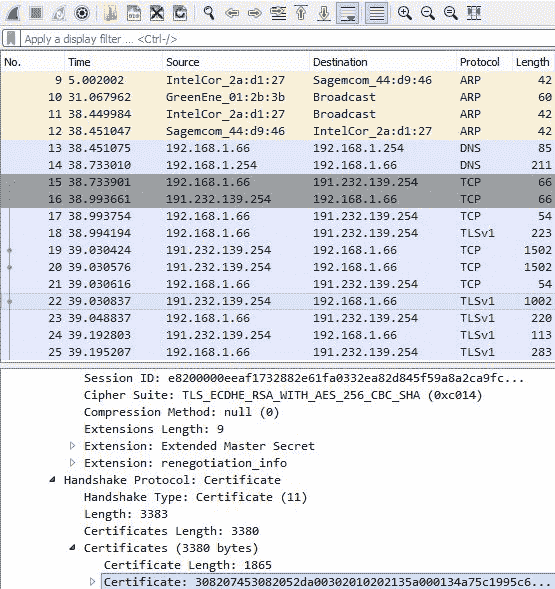 Apply a display filter ... <Ctrl-/>
No. Time Source Destination Protocol Length
9 5.002002 IntelCor_2a:d1:27 Sagemcom_44:d9:46 ARP 42
10 31.067962 GreenEne_01:2b:3b Broadcast ARP 60
11 38.449984 IntelCor_2a:d1:27 Broadcast ARP 42
12 38.451047 Sagemcom_44:d9:46 IntelCor_2a:d1:27 ARP 42
13 38.451075 192.168.1.66 192.168.1.254 DNS 85
14 38.733010 192.168.1.254 192.168.1.66 DNS 211
15 38.733901 192.168.1.66 191.232.139.254 TCP 66
16 38.993661 191.232.139.254 192.168.1.66 TCP 66
17 38.993754 192.168.1.66 191.232.139.254 TCP 54
18 38.994194 192.168.1.66 191.232.139.254 TLSv1 223
19 39.030424 191.232.139.254 192.168.1.66 TCP 1502
20 39.030576 191.232.139.254 192.168.1.66 TCP 1502
21 39.030616 192.168.1.66 191.232.139.254 TCP 54
22 39.030837 191.232.139.254 192.168.1.66 TLSv1 1002
23 39.048837 192.168.1.66 191.232.139.254 TLSv1 220
24 39.192803 191.232.139.254 192.168.1.66 TLSv1 113
25 39.195207 192.168.1.66 191.232.139.254 TLSv1 283
Session ID: e8200000eeaf1732882e61fa0332ea82d845f59a8a2ca9fc...
Cipher Suite: TLS_ECDHE_RSA_WITH_AES_256_CBC_SHA (0xc014)
Compression Method: null (0)
Extensions Length: 9
Extension: Extended Master Secret
Extension: renegotiation_info
Handshake Protocol: Certificate
Handshake Type: Certificate (11)
Length: 3383
Certificates Length: 3380
Certificates (3380 bytes)
Certificate Length: 1865
Certificate: 308207453082052da00302010202135a000134a75c1995c6...